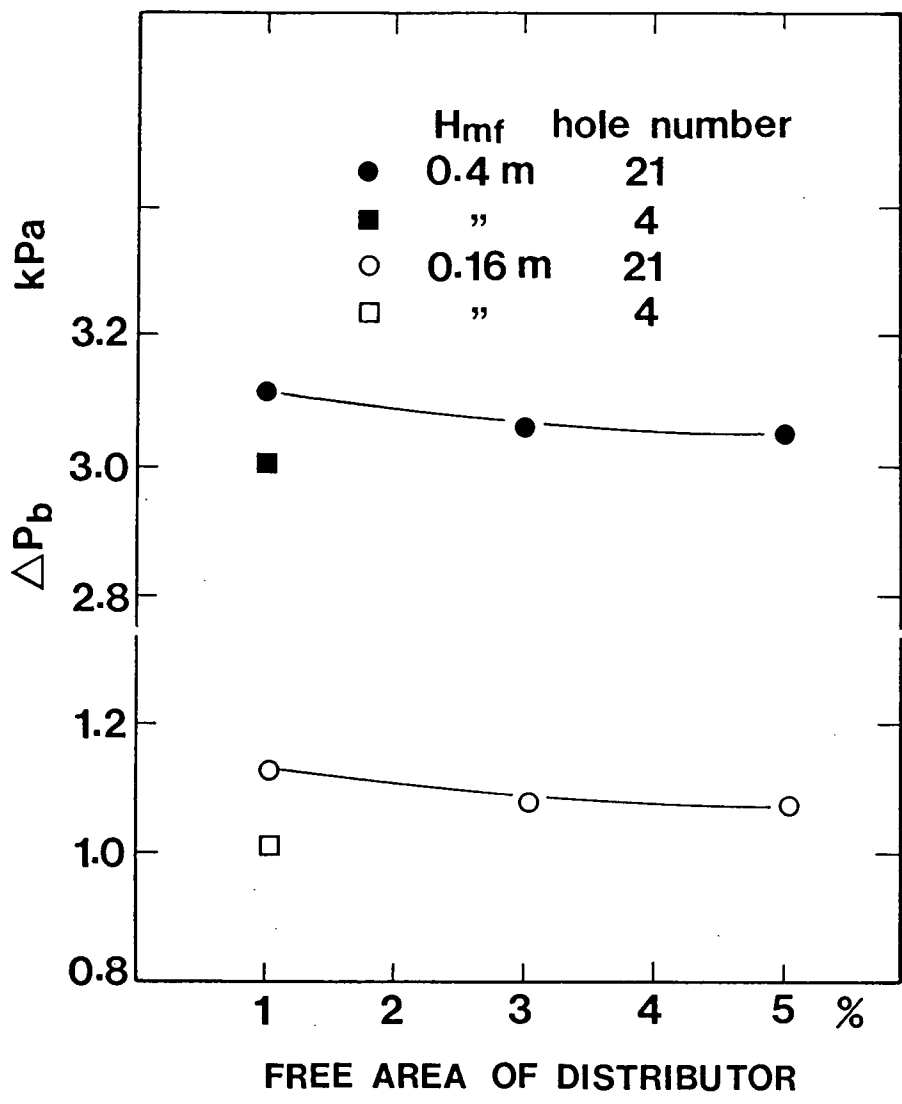 Hmf hole number
0.4 m 21
" 4
0.16 m 21
" 4
kPa
△Pb
3.2
3.0
2.8
1.2
1.0
0.8
1 2 3 4 5 %
FREE AREA OF DISTRIBUTOR